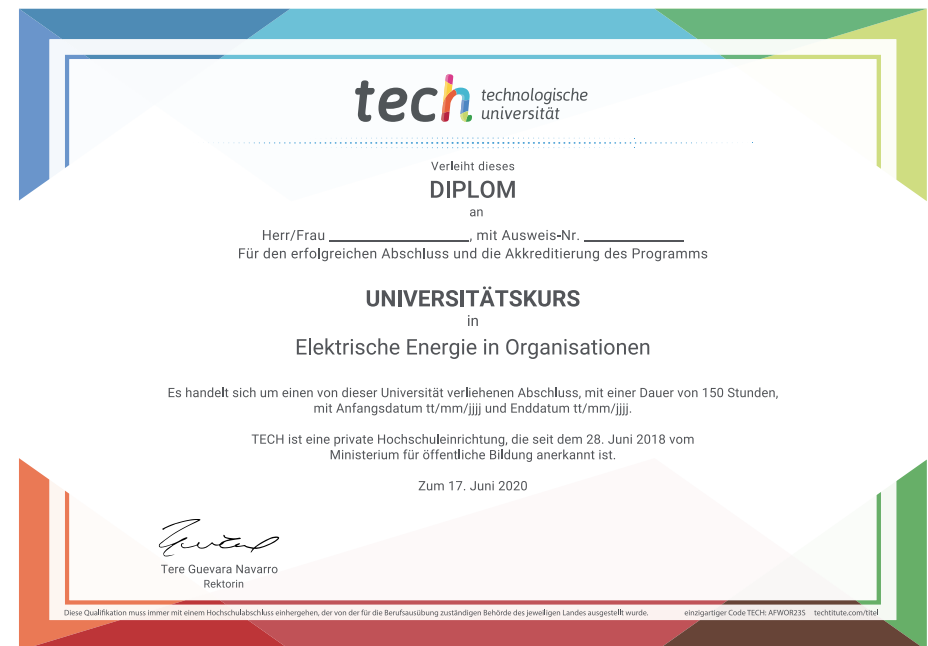 tech technologische
universität
Verleiht dieses
DIPLOM
an
Herr/Frau ____________, mit Ausweis-Nr. ____________
Für den erfolgreichen Abschluss und die Akkreditierung des Programms
UNIVERSITÄTSKURS
in
Elektrische Energie in Organisationen
Es handelt sich um einen von dieser Universität verliehenen Abschluss, mit einer Dauer von 150 Stunden,
mit Anfangsdatum tt/mm/jjjj und Enddatum tt/mm/jjjj.
TECH ist eine private Hochschuleinrichtung, die seit dem 28. Juni 2018 vom
Ministerium für öffentliche Bildung anerkannt ist.
Zum 17. Juni 2020
Tere Guevara Navarro
Rektorin
Diese Qualifikation muss immer mit einem Hochschulabschluss einhergehen, der von der für die Berufsausübung zuständigen Behörde des jeweiligen Landes ausgestellt wurde. einzigartiger Code TECH: AFWOR23S techtitute.com/titel